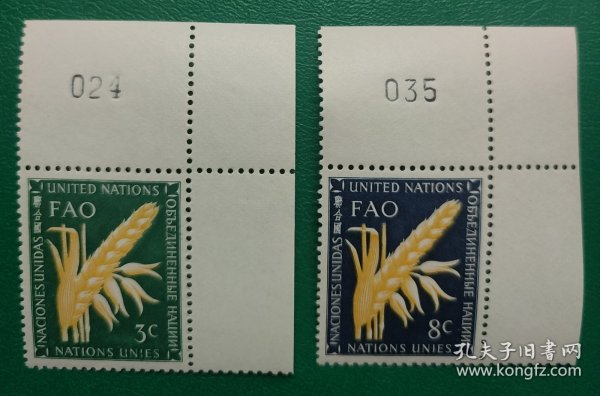 024
UNITED NATIONS
FAO
聯合國
NACIONES UNIDAS
ОБЪЕДИНЕННЫЕ НАЦИИ
3c
NATIONS UNIES
035
UNITED NATIONS
FAO
聯合國
NACIONES UNIDAS
ОБЪЕДИНЕННЫЕ НАЦИИ
8c
NATIONS UNIES
孔夫子旧书网
www.kongfz.com